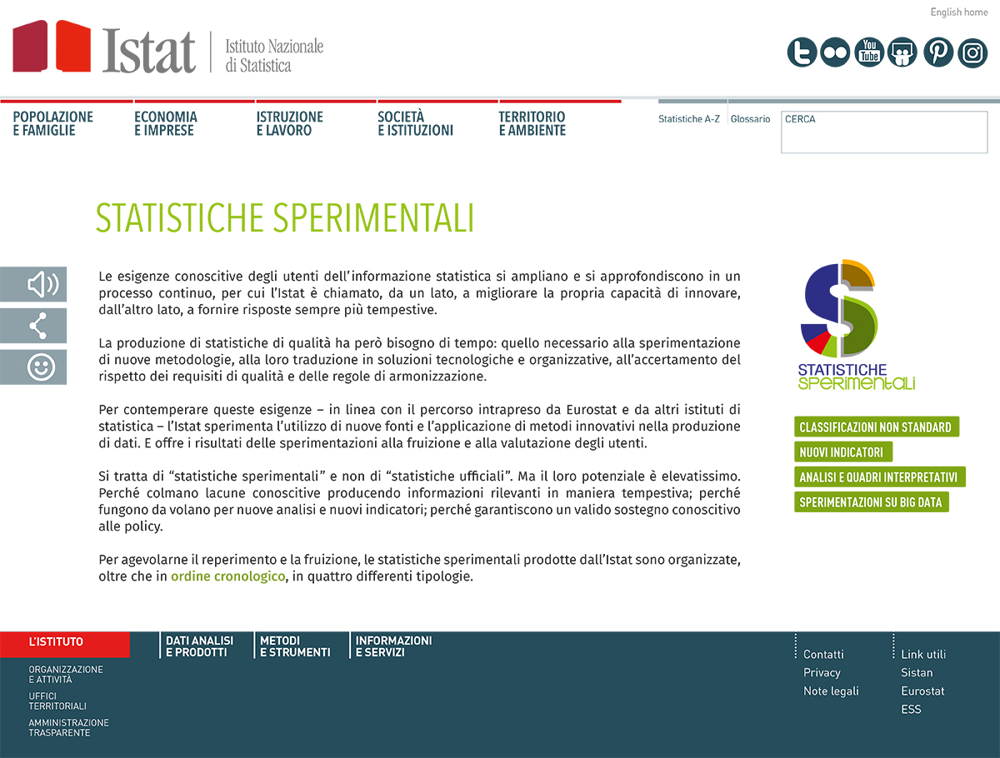 English home
Istat
Istituto Nazionale
di Statistica
You
Tube
POPOLAZIONE
E FAMIGLIE
ECONOMIA
E IMPRESE
ISTRUZIONE
E LAVORO
SOCIETÀ
E ISTITUZIONI
TERRITORIO
E AMBIENTE
Statistiche A-Z
Glossario
CERCA
STATISTICHE SPERIMENTALI
Le esigenze conoscitive degli utenti dell’informazione statistica si ampliano e si approfondiscono in un
processo continuo, per cui l’Istat è chiamato, da un lato, a migliorare la propria capacità di innovare,
dall’altro lato, a fornire risposte sempre più tempestive.
La produzione di statistiche di qualità ha però bisogno di tempo: quello necessario alla sperimentazione
di nuove metodologie, alla loro traduzione in soluzioni tecnologiche e organizzative, all’accertamento del
rispetto dei requisiti di qualità e delle regole di armonizzazione.
Per contemperare queste esigenze – in linea con il percorso intrapreso da Eurostat e da altri istituti di
statistica – l’Istat sperimenta l’utilizzo di nuove fonti e l’applicazione di metodi innovativi nella produzione
di dati. E offre i risultati delle sperimentazioni alla fruizione e alla valutazione degli utenti.
Si tratta di “statistiche sperimentali” e non di “statistiche ufficiali”. Ma il loro potenziale è elevatissimo.
Perché colmano lacune conoscitive producendo informazioni rilevanti in maniera tempestiva; perché
fungono da volano per nuove analisi e nuovi indicatori; perché garantiscono un valido sostegno conoscitivo
alle policy.
Per agevolarne il reperimento e la fruizione, le statistiche sperimentali prodotte dall’Istat sono organizzate,
oltre che in ordine cronologico, in quattro differenti tipologie.
STATISTICHE
sperimentali
CLASSIFICAZIONI NON STANDARD
NUOVI INDICATORI
ANALISI E QUADRI INTERPRETATIVI
SPERIMENTAZIONI SU BIG DATA
L’ISTITUTO
ORGANIZZAZIONE
E ATTIVITÀ
UFFICI
TERRITORIALI
AMMINISTRAZIONE
TRASPARENTE
DATI ANALISI
E PRODOTTI
METODI
E STRUMENTI
INFORMAZIONI
E SERVIZI
Contatti
Privacy
Note legali
Link utili
Sistan
Eurostat
ESS